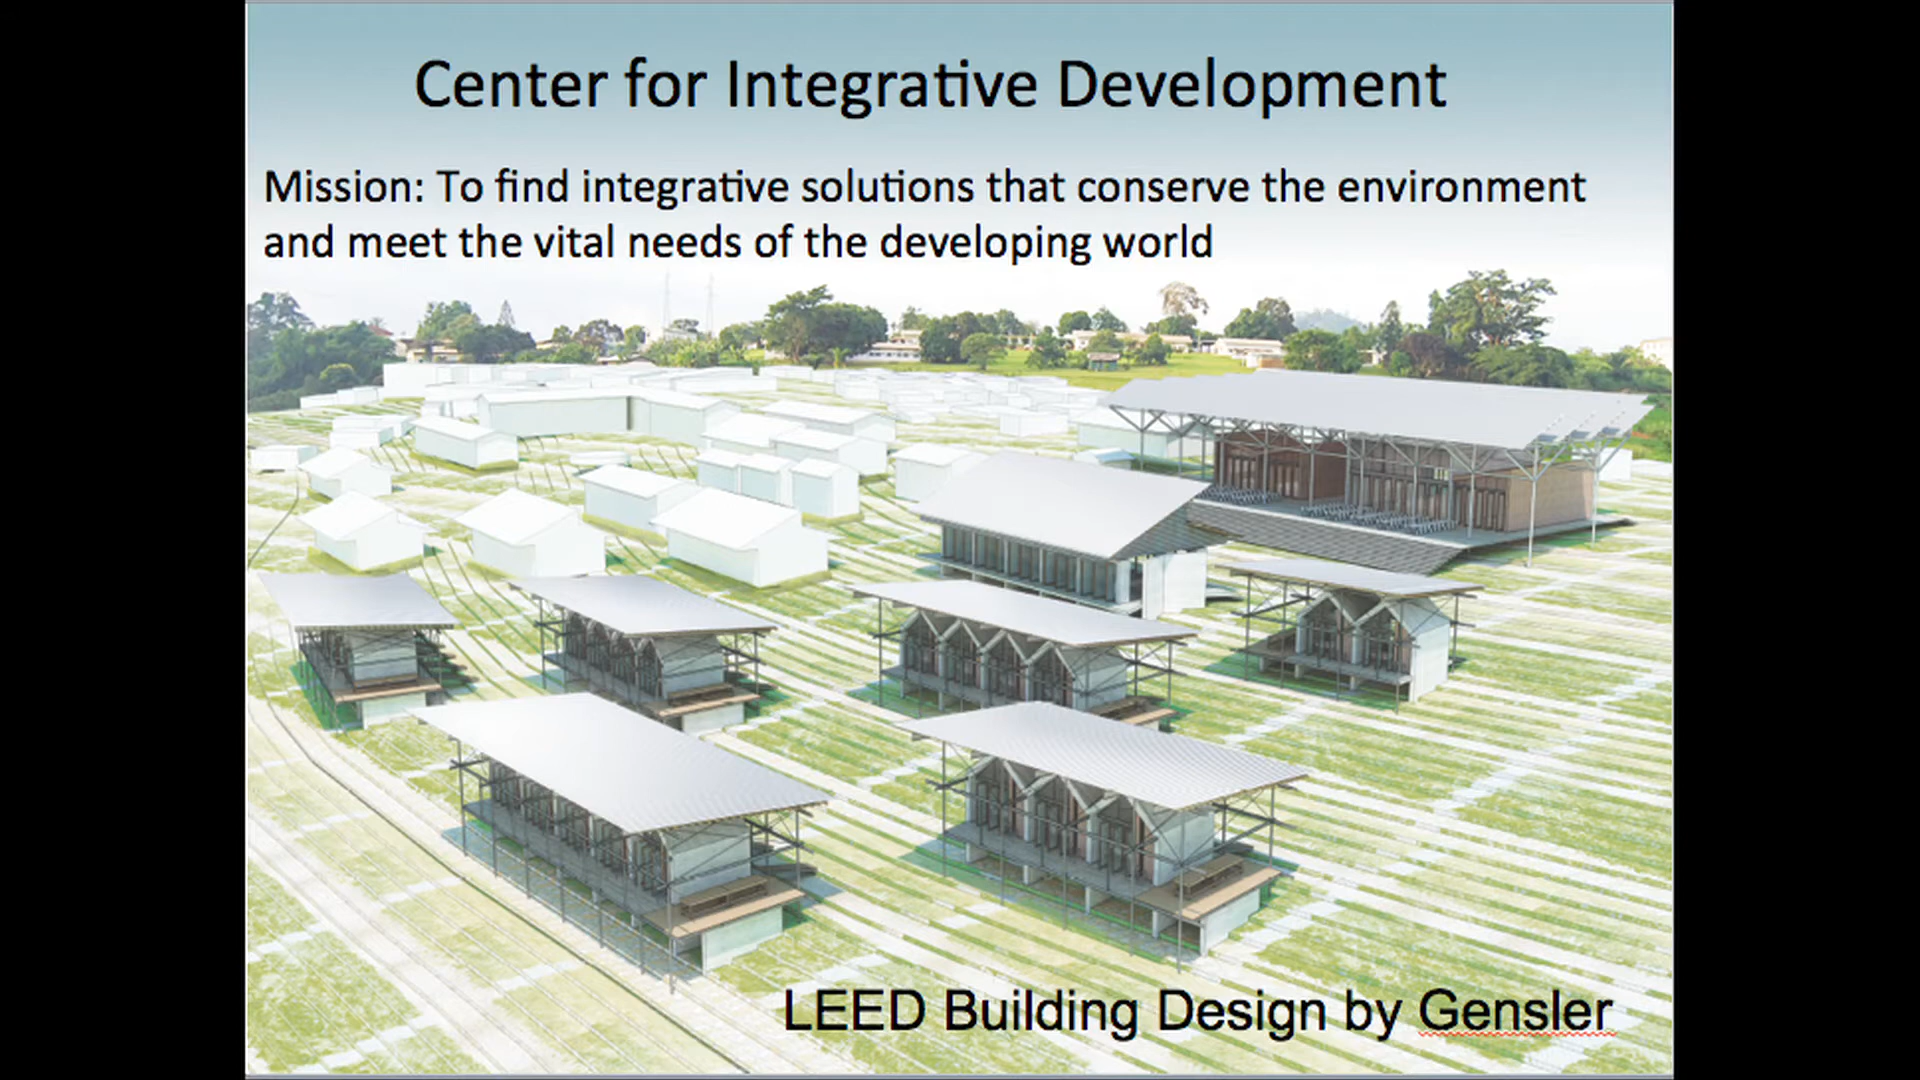 Center for Integrative Development
Mission: To find integrative solutions that conserve the environment
and meet the vital needs of the developing world
LEED Building Design by Gensler